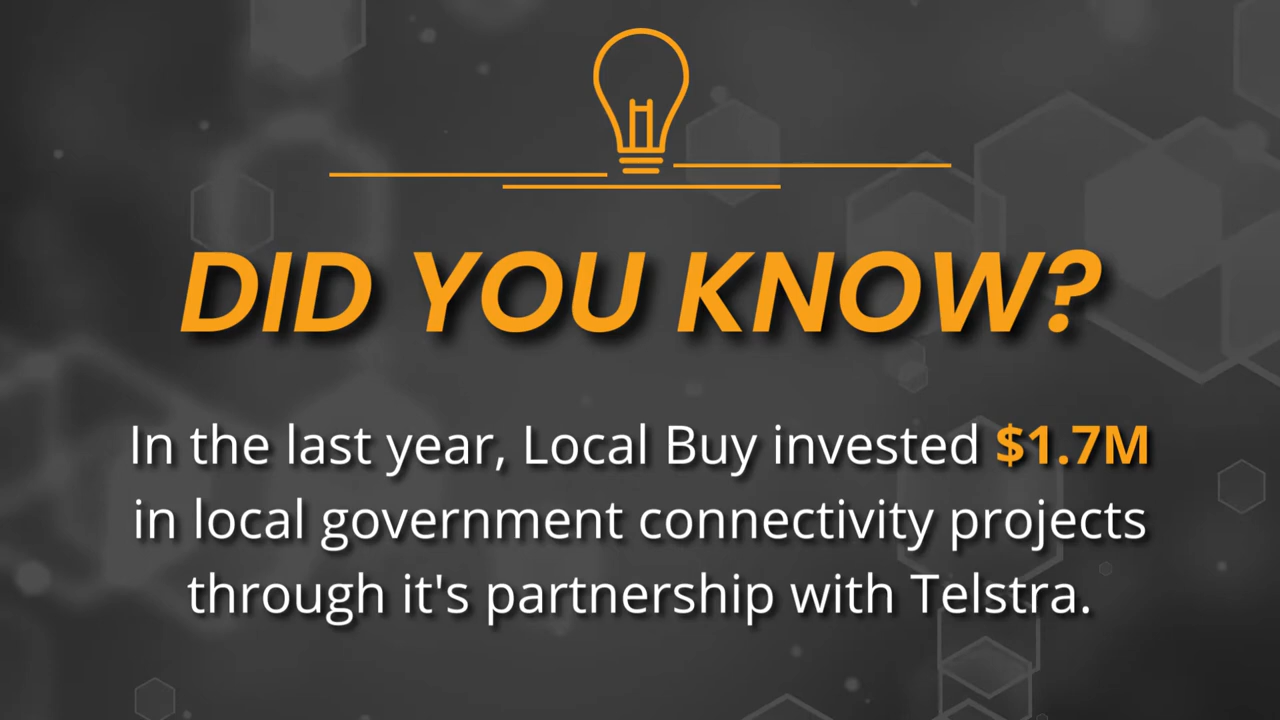 DID YOU KNOW?
In the last year, Local Buy invested $1.7M
in local government connectivity projects
through it's partnership with Telstra.